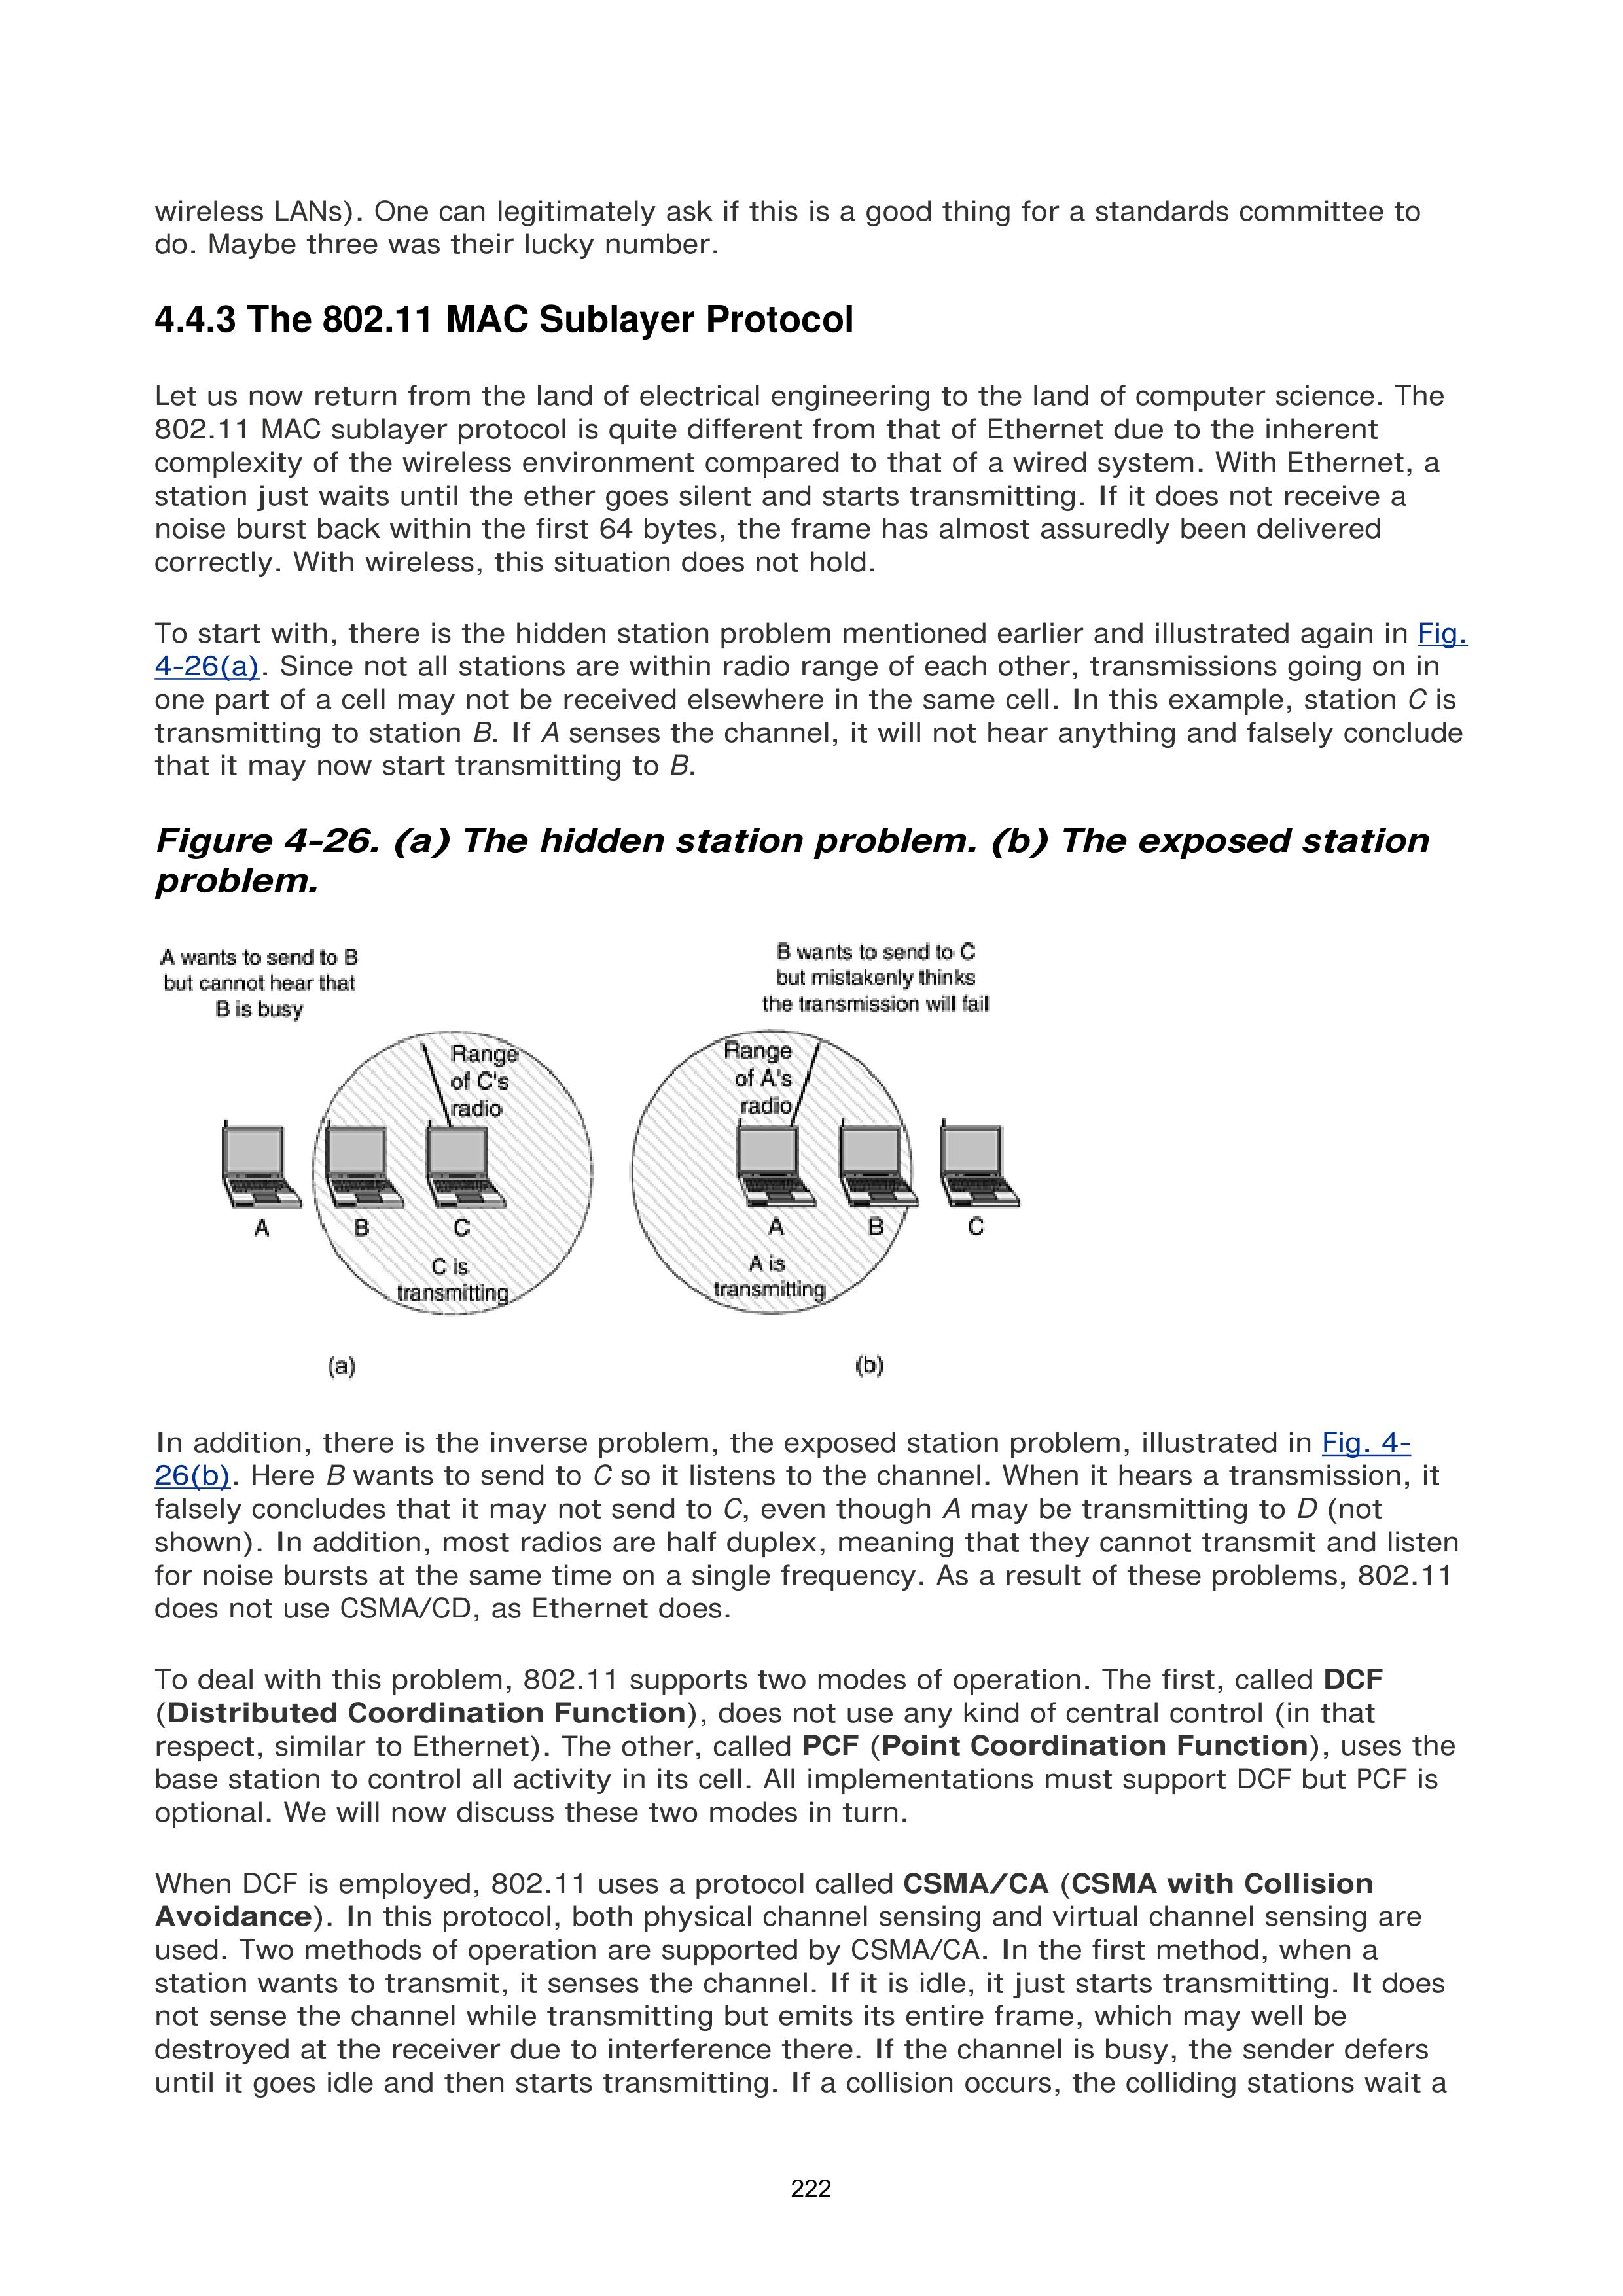 wireless LANs). One can legitimately ask if this is a good thing for a standards committee to
do. Maybe three was their lucky number.
4.4.3 The 802.11 MAC Sublayer Protocol
Let us now return from the land of electrical engineering to the land of computer science. The
802.11 MAC sublayer protocol is quite different from that of Ethernet due to the inherent
complexity of the wireless environment compared to that of a wired system. With Ethernet, a
station just waits until the ether goes silent and starts transmitting. If it does not receive a
noise burst back within the first 64 bytes, the frame has almost assuredly been delivered
correctly. With wireless, this situation does not hold.
To start with, there is the hidden station problem mentioned earlier and illustrated again in Fig.
4-26(a). Since not all stations are within radio range of each other, transmissions going on in
one part of a cell may not be received elsewhere in the same cell. In this example, station C is
transmitting to station B. If A senses the channel, it will not hear anything and falsely conclude
that it may now start transmitting to B.
Figure 4-26. (a) The hidden station problem. (b) The exposed station
problem.
A wants to send to B
but cannot hear that
B is busy
Range
of C's
radio
A
B
C
C is
transmitting
(a)
B wants to send to C
but mistakenly thinks
the transmission will fail
Range
of A's
radio
A
B
C
A is
transmitting
(b)
In addition, there is the inverse problem, the exposed station problem, illustrated in Fig. 4-
26(b). Here B wants to send to C so it listens to the channel. When it hears a transmission, it
falsely concludes that it may not send to C, even though A may be transmitting to D (not
shown). In addition, most radios are half duplex, meaning that they cannot transmit and listen
for noise bursts at the same time on a single frequency. As a result of these problems, 802.11
does not use CSMA/CD, as Ethernet does.
To deal with this problem, 802.11 supports two modes of operation. The first, called DCF
(Distributed Coordination Function), does not use any kind of central control (in that
respect, similar to Ethernet). The other, called PCF (Point Coordination Function), uses the
base station to control all activity in its cell. All implementations must support DCF but PCF is
optional. We will now discuss these two modes in turn.
When DCF is employed, 802.11 uses a protocol called CSMA/CA (CSMA with Collision
Avoidance). In this protocol, both physical channel sensing and virtual channel sensing are
used. Two methods of operation are supported by CSMA/CA. In the first method, when a
station wants to transmit, it senses the channel. If it is idle, it just starts transmitting. It does
not sense the channel while transmitting but emits its entire frame, which may well be
destroyed at the receiver due to interference there. If the channel is busy, the sender defers
until it goes idle and then starts transmitting. If a collision occurs, the colliding stations wait a
222